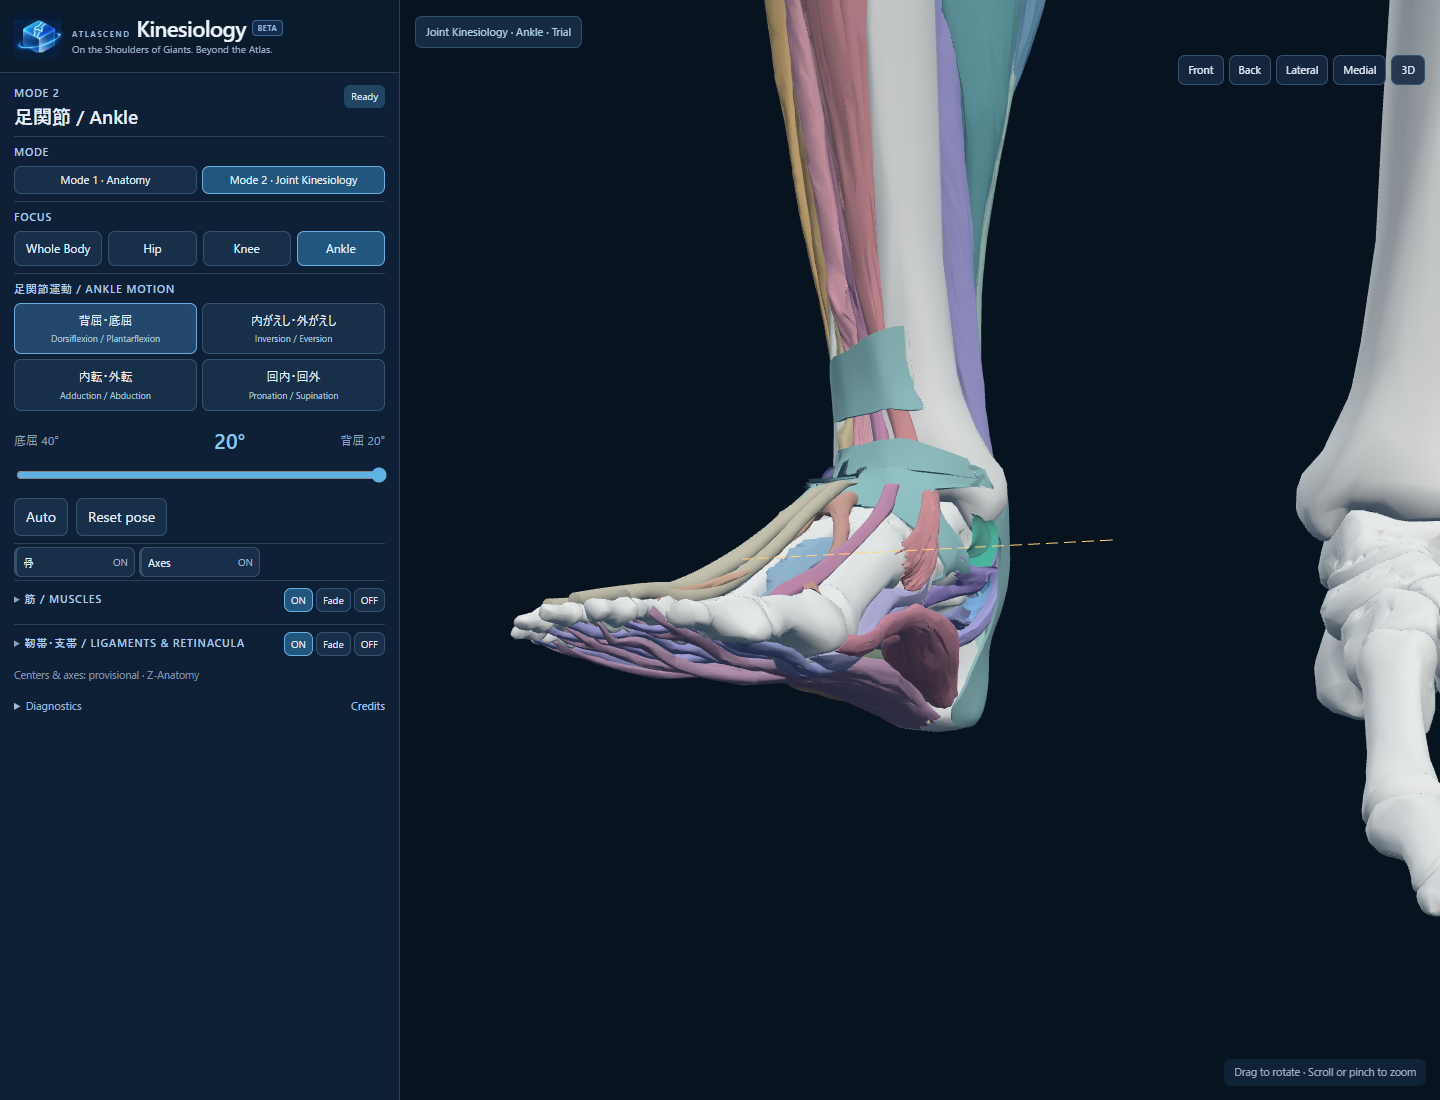 ATLASCEND Kinesiology BETA
On the Shoulders of Giants. Beyond the Atlas.
MODE 2
Ready
足関節 / Ankle
MODE
Mode 1 · Anatomy
Mode 2 · Joint Kinesiology
FOCUS
Whole Body
Hip
Knee
Ankle
足関節運動 / ANKLE MOTION
背屈・底屈
Dorsiflexion / Plantarflexion
内がえし・外がえし
Inversion / Eversion
内転・外転
Adduction / Abduction
回内・回外
Pronation / Supination
底屈 40°
20°
背屈 20°
Auto
Reset pose
骨 ON
Axes ON
筋 / MUSCLES
ON
Fade
OFF
靭帯・支帯 / LIGAMENTS & RETINACULA
ON
Fade
OFF
Centers & axes: provisional · Z-Anatomy
Diagnostics
Credits
Joint Kinesiology · Ankle · Trial
Front
Back
Lateral
Medial
3D
Drag to rotate · Scroll or pinch to zoom